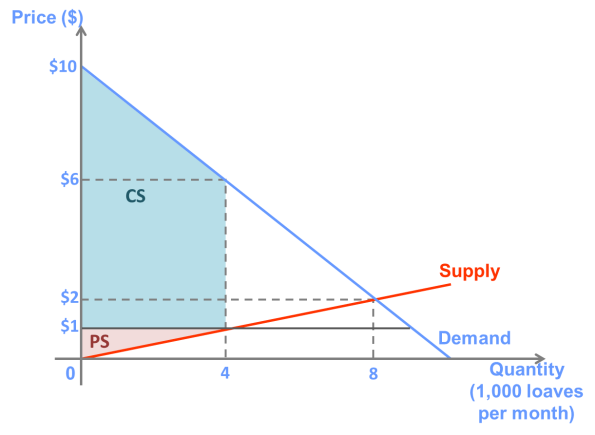 Price ($)
$10
$6
CS
Supply
$2
$1
PS
Demand
0
4
8
Quantity
(1,000 loaves
per month)